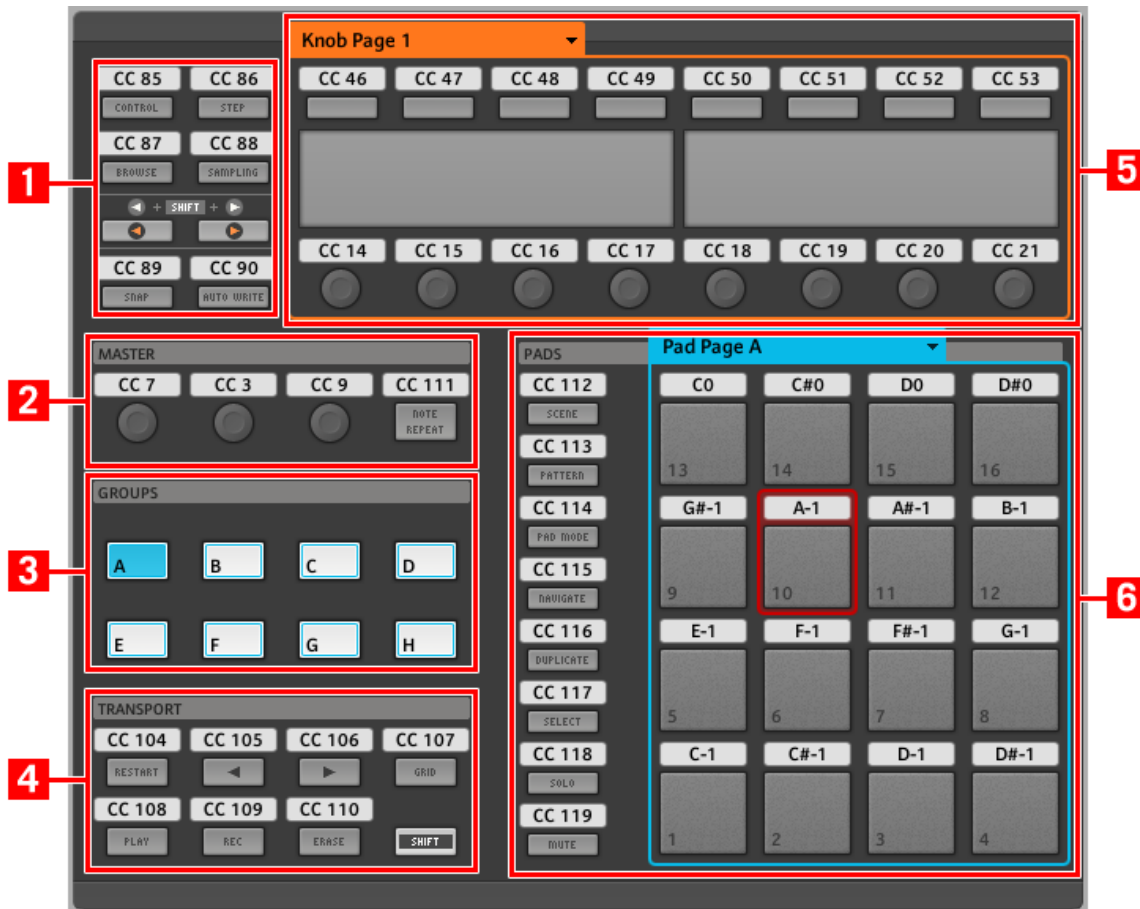 Knob Page 1
CC 85 CC 86
CONTROL STEP
CC 87 CC 88
BROWSE SAMPLING
+ SHIFT +
CC 89 CC 90
SNAP AUTO WRITE
1
CC 46 CC 47 CC 48 CC 49 CC 50 CC 51 CC 52 CC 53
CC 14 CC 15 CC 16 CC 17 CC 18 CC 19 CC 20 CC 21
5
MASTER
CC 7 CC 3 CC 9 CC 111
NOTE
REPEAT
2
GROUPS
A B C D
E F G H
3
TRANSPORT
CC 104 CC 105 CC 106 CC 107
RESTART GRID
CC 108 CC 109 CC 110
PLAY REC ERASE SHIFT
4
PADS
CC 112
SCENE
CC 113
PATTERN
CC 114
PAD MODE
CC 115
NAVIGATE
CC 116
DUPLICATE
CC 117
SELECT
CC 118
SOLO
CC 119
MUTE
Pad Page A
C0 C#0 D0 D#0
13 14 15 16
G#-1 A-1 A#-1 B-1
9 10 11 12
E-1 F-1 F#-1 G-1
5 6 7 8
C-1 C#-1 D-1 D#-1
1 2 3 4
6